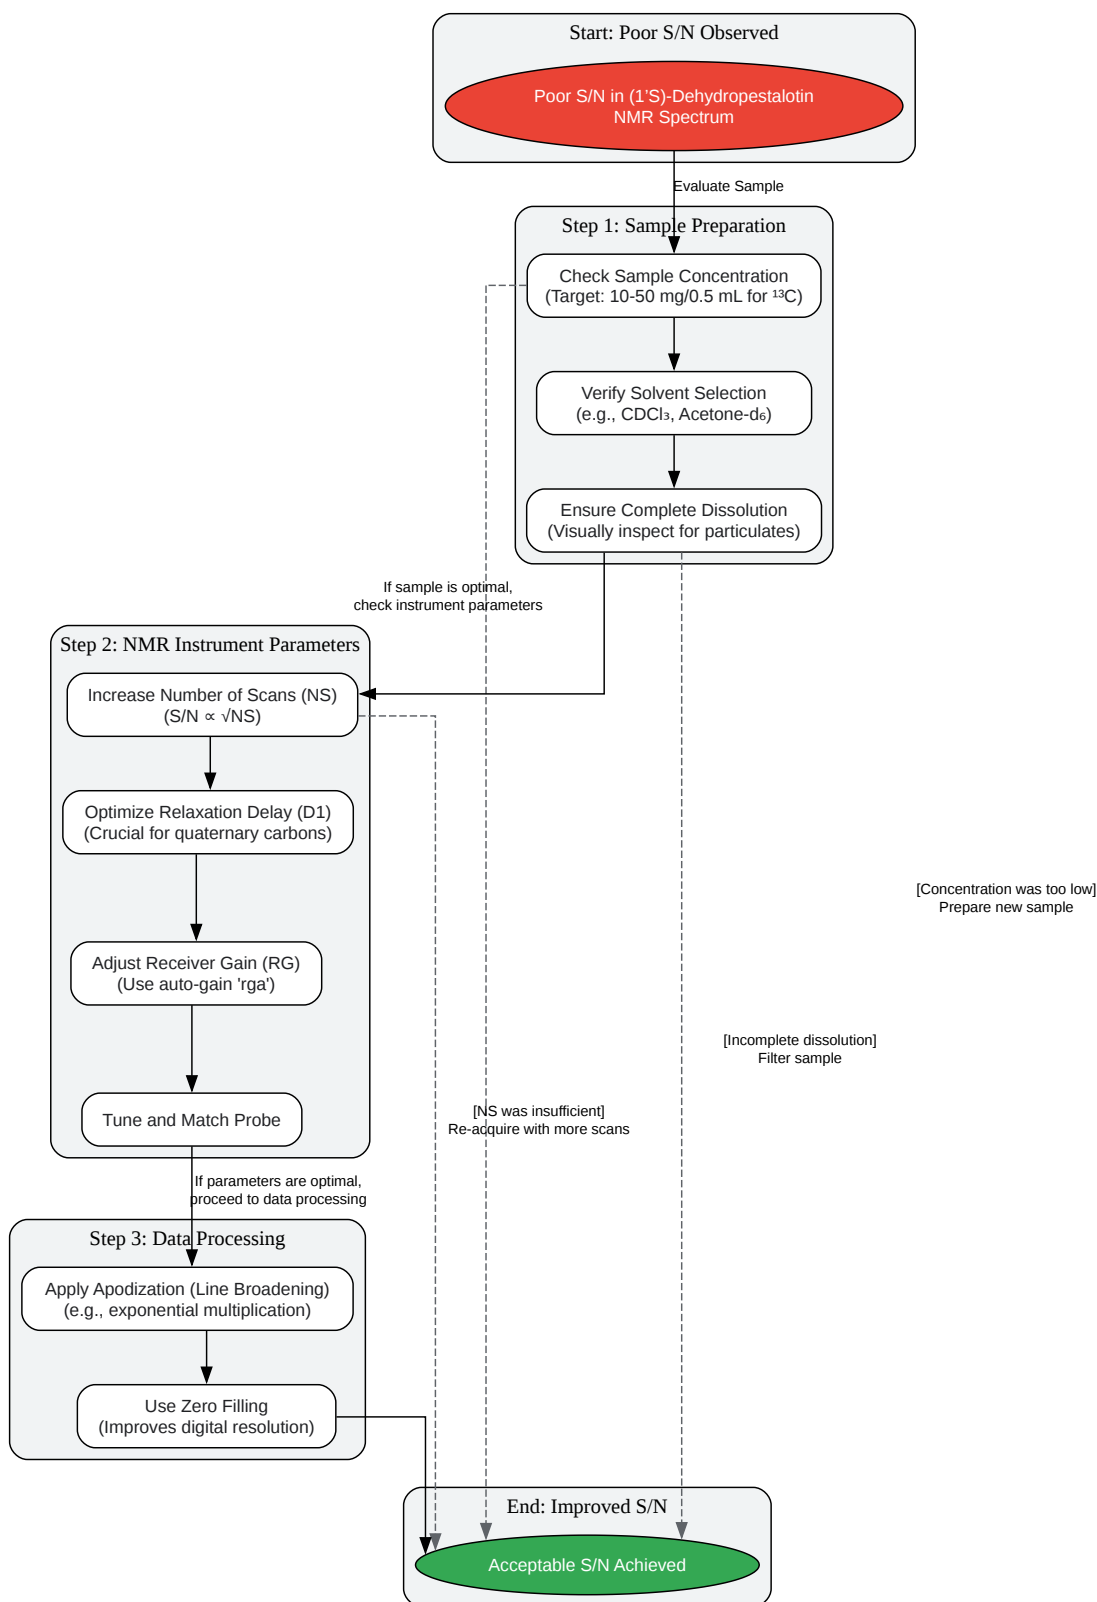 Start: Poor S/N Observed
Poor S/N in (1'S)-Dehydropestalotin
NMR Spectrum
Evaluate Sample
Step 1: Sample Preparation
Check Sample Concentration
(Target: 10-50 mg/0.5 mL for ¹³C)
Verify Solvent Selection
(e.g., CDCl₃, Acetone-d₆)
Ensure Complete Dissolution
(Visually inspect for particulates)
If sample is optimal,
check instrument parameters
Step 2: NMR Instrument Parameters
Increase Number of Scans (NS)
(S/N ∝ √NS)
Optimize Relaxation Delay (D1)
(Crucial for quaternary carbons)
[Concentration was too low]
Prepare new sample
Adjust Receiver Gain (RG)
(Use auto-gain 'rga')
[Incomplete dissolution]
Filter sample
Tune and Match Probe
[NS was insufficient]
Re-acquire with more scans
If parameters are optimal,
proceed to data processing
Step 3: Data Processing
Apply Apodization (Line Broadening)
(e.g., exponential multiplication)
Use Zero Filling
(Improves digital resolution)
End: Improved S/N
Acceptable S/N Achieved